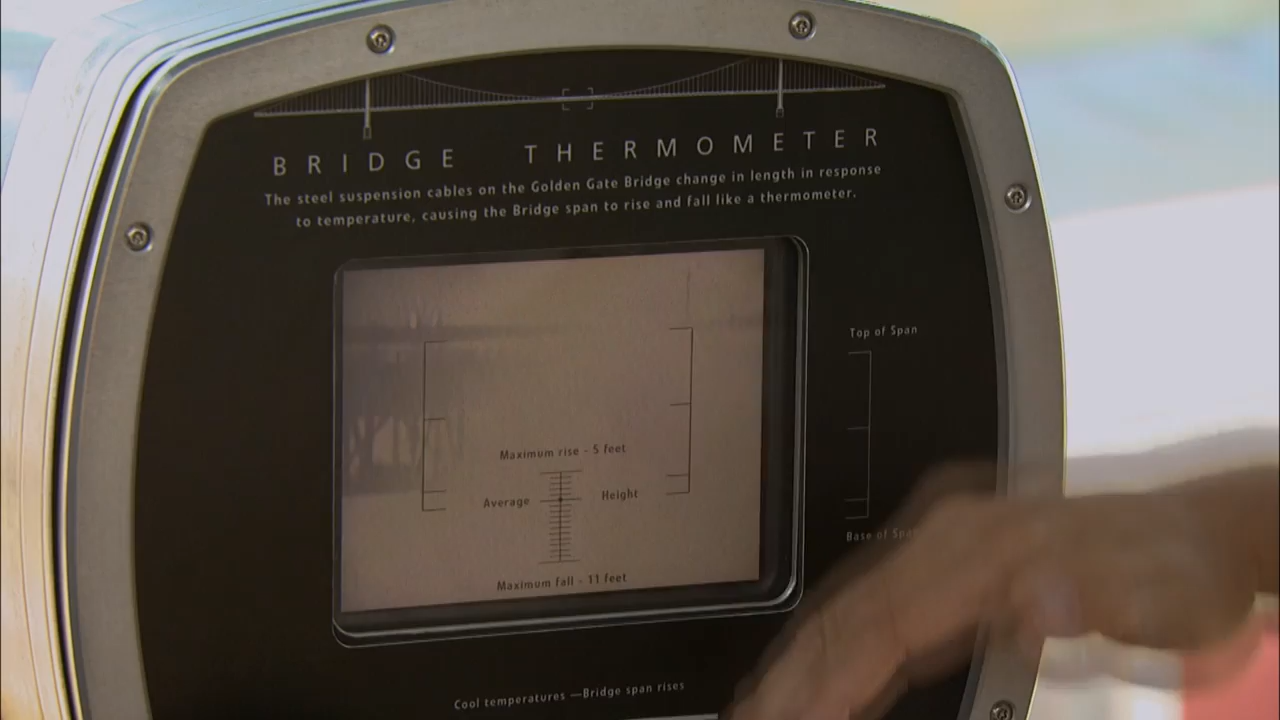 BRIDGE THERMOMETER
The steel suspension cables on the Golden Gate Bridge change in length in response
to temperature, causing the Bridge span to rise and fall like a thermometer.
Top of Span
Maximum rise - 5 feet
Average Height
Base of Span
Maximum fall - 11 feet
Cool temperatures —Bridge span rises